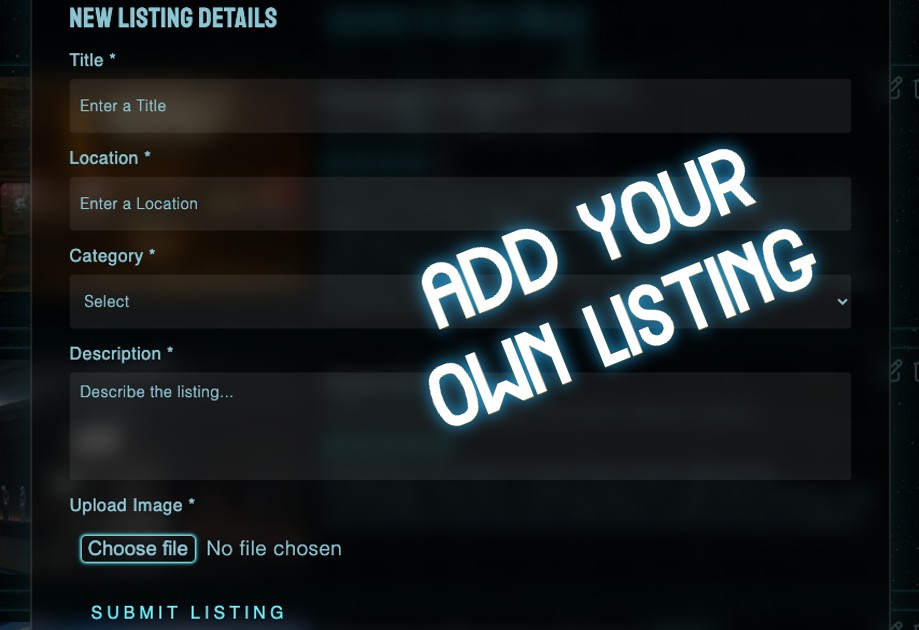 NEW LISTING DETAILS
Title *
Enter a Title
Location *
Enter a Location
Category *
Select
Description *
Describe the listing...
Upload Image *
Choose file No file chosen
SUBMIT LISTING
ADD YOUR
OWN LISTING